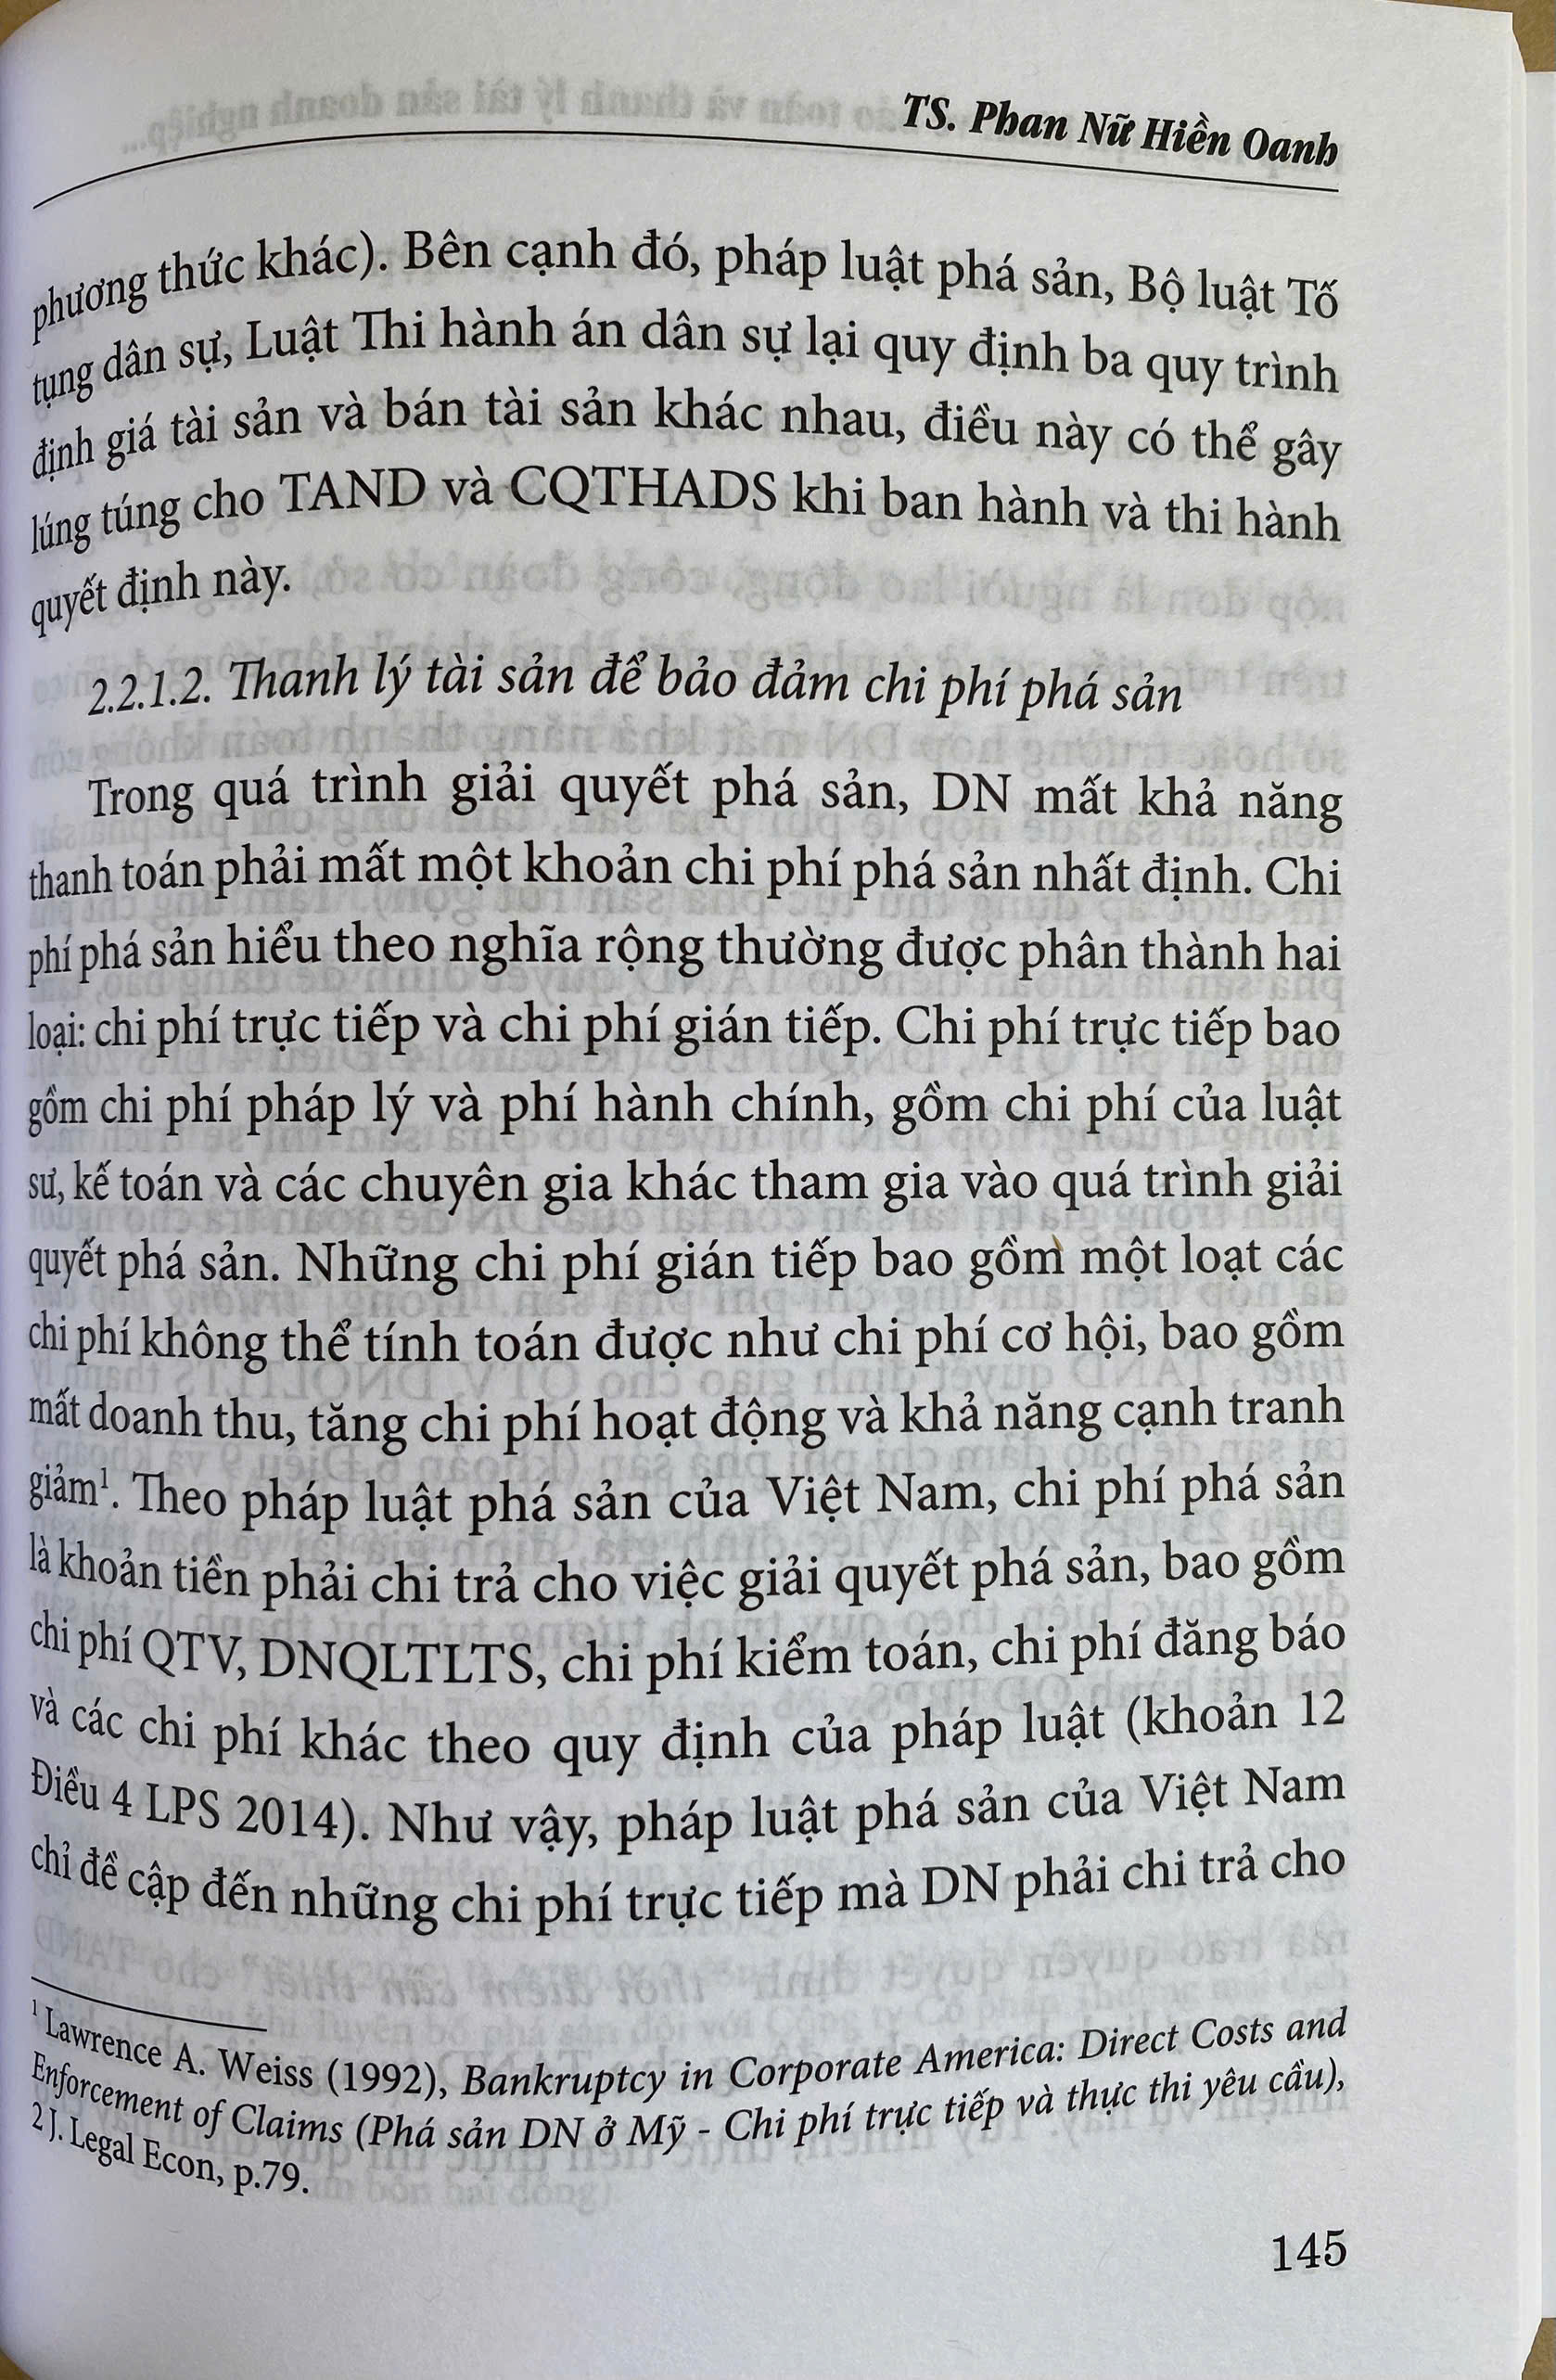 TS. Phan Nữ Hiền Oanh
phương thức khác). Bên cạnh đó, pháp luật phá sản, Bộ luật Tố
tụng dân sự, Luật Thi hành án dân sự lại quy định ba quy trình
định giá tài sản và bán tài sản khác nhau, điều này có thể gây
lúng túng cho TAND và CQTHADS khi ban hành và thi hành
quyết định này.
2.2.1.2. Thanh lý tài sản để bảo đảm chi phí phá sản
Trong quá trình giải quyết phá sản, DN mất khả năng
thanh toán phải mất một khoản chi phí phá sản nhất định. Chi
phí phá sản hiểu theo nghĩa rộng thường được phân thành hai
loại: chi phí trực tiếp và chi phí gián tiếp. Chi phí trực tiếp bao
gồm chi phí pháp lý và phí hành chính, gồm chi phí của luật
sư, kế toán và các chuyên gia khác tham gia vào quá trình giải
quyết phá sản. Những chi phí gián tiếp bao gồm một loạt các
chi phí không thể tính toán được như chi phí cơ hội, bao gồm
mất doanh thu, tăng chi phí hoạt động và khả năng cạnh tranh
giảm¹. Theo pháp luật phá sản của Việt Nam, chi phí phá sản
là khoản tiền phải chi trả cho việc giải quyết phá sản, bao gồm
chi phí QTV, DNQLTLTS, chi phí kiểm toán, chi phí đăng báo
và các chi phí khác theo quy định của pháp luật (khoản 12
Điều 4 LPS 2014). Như vậy, pháp luật phá sản của Việt Nam
chỉ đề cập đến những chi phí trực tiếp mà DN phải chi trả cho
¹ Lawrence A. Weiss (1992), Bankruptcy in Corporate America: Direct Costs and
Enforcement of Claims (Phá sản DN ở Mỹ - Chi phí trực tiếp và thực thi yêu cầu),
2 J. Legal Econ, p.79.
145